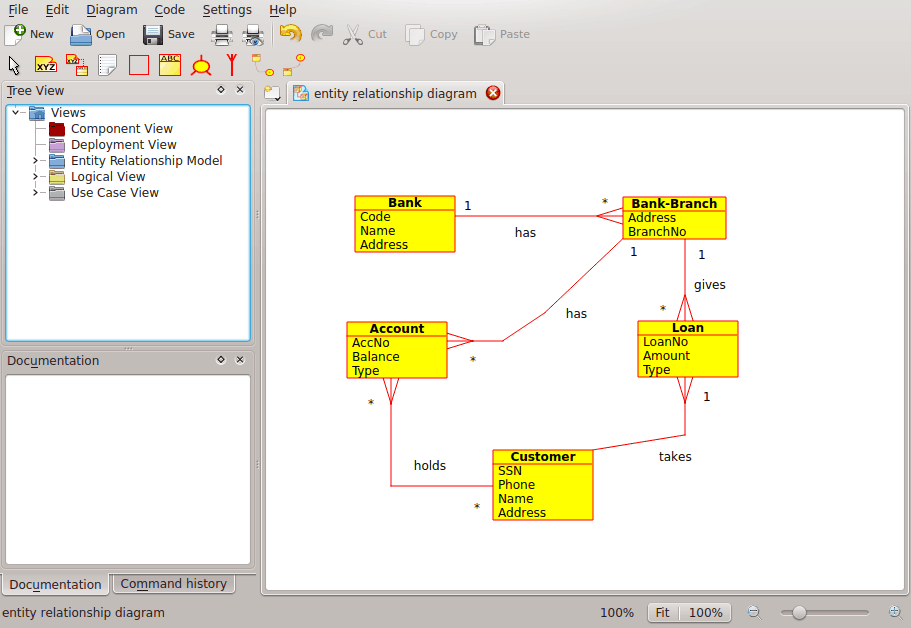 File Edit Diagram Code Settings Help
New Open Save Cut Copy Paste
XYZ XYZ ABC
Tree View
entity relationship diagram
Views
Component View
Deployment View
Entity Relationship Model
Logical View
Use Case View
Bank
Code
Name
Address
1
*
has
Bank-Branch
Address
BranchNo
1
1
has
gives
*
Account
AccNo
Balance
Type
*
*
Loan
LoanNo
Amount
Type
1
takes
holds
*
Customer
SSN
Phone
Name
Address
Documentation
Documentation Command history
entity relationship diagram
100% Fit 100%